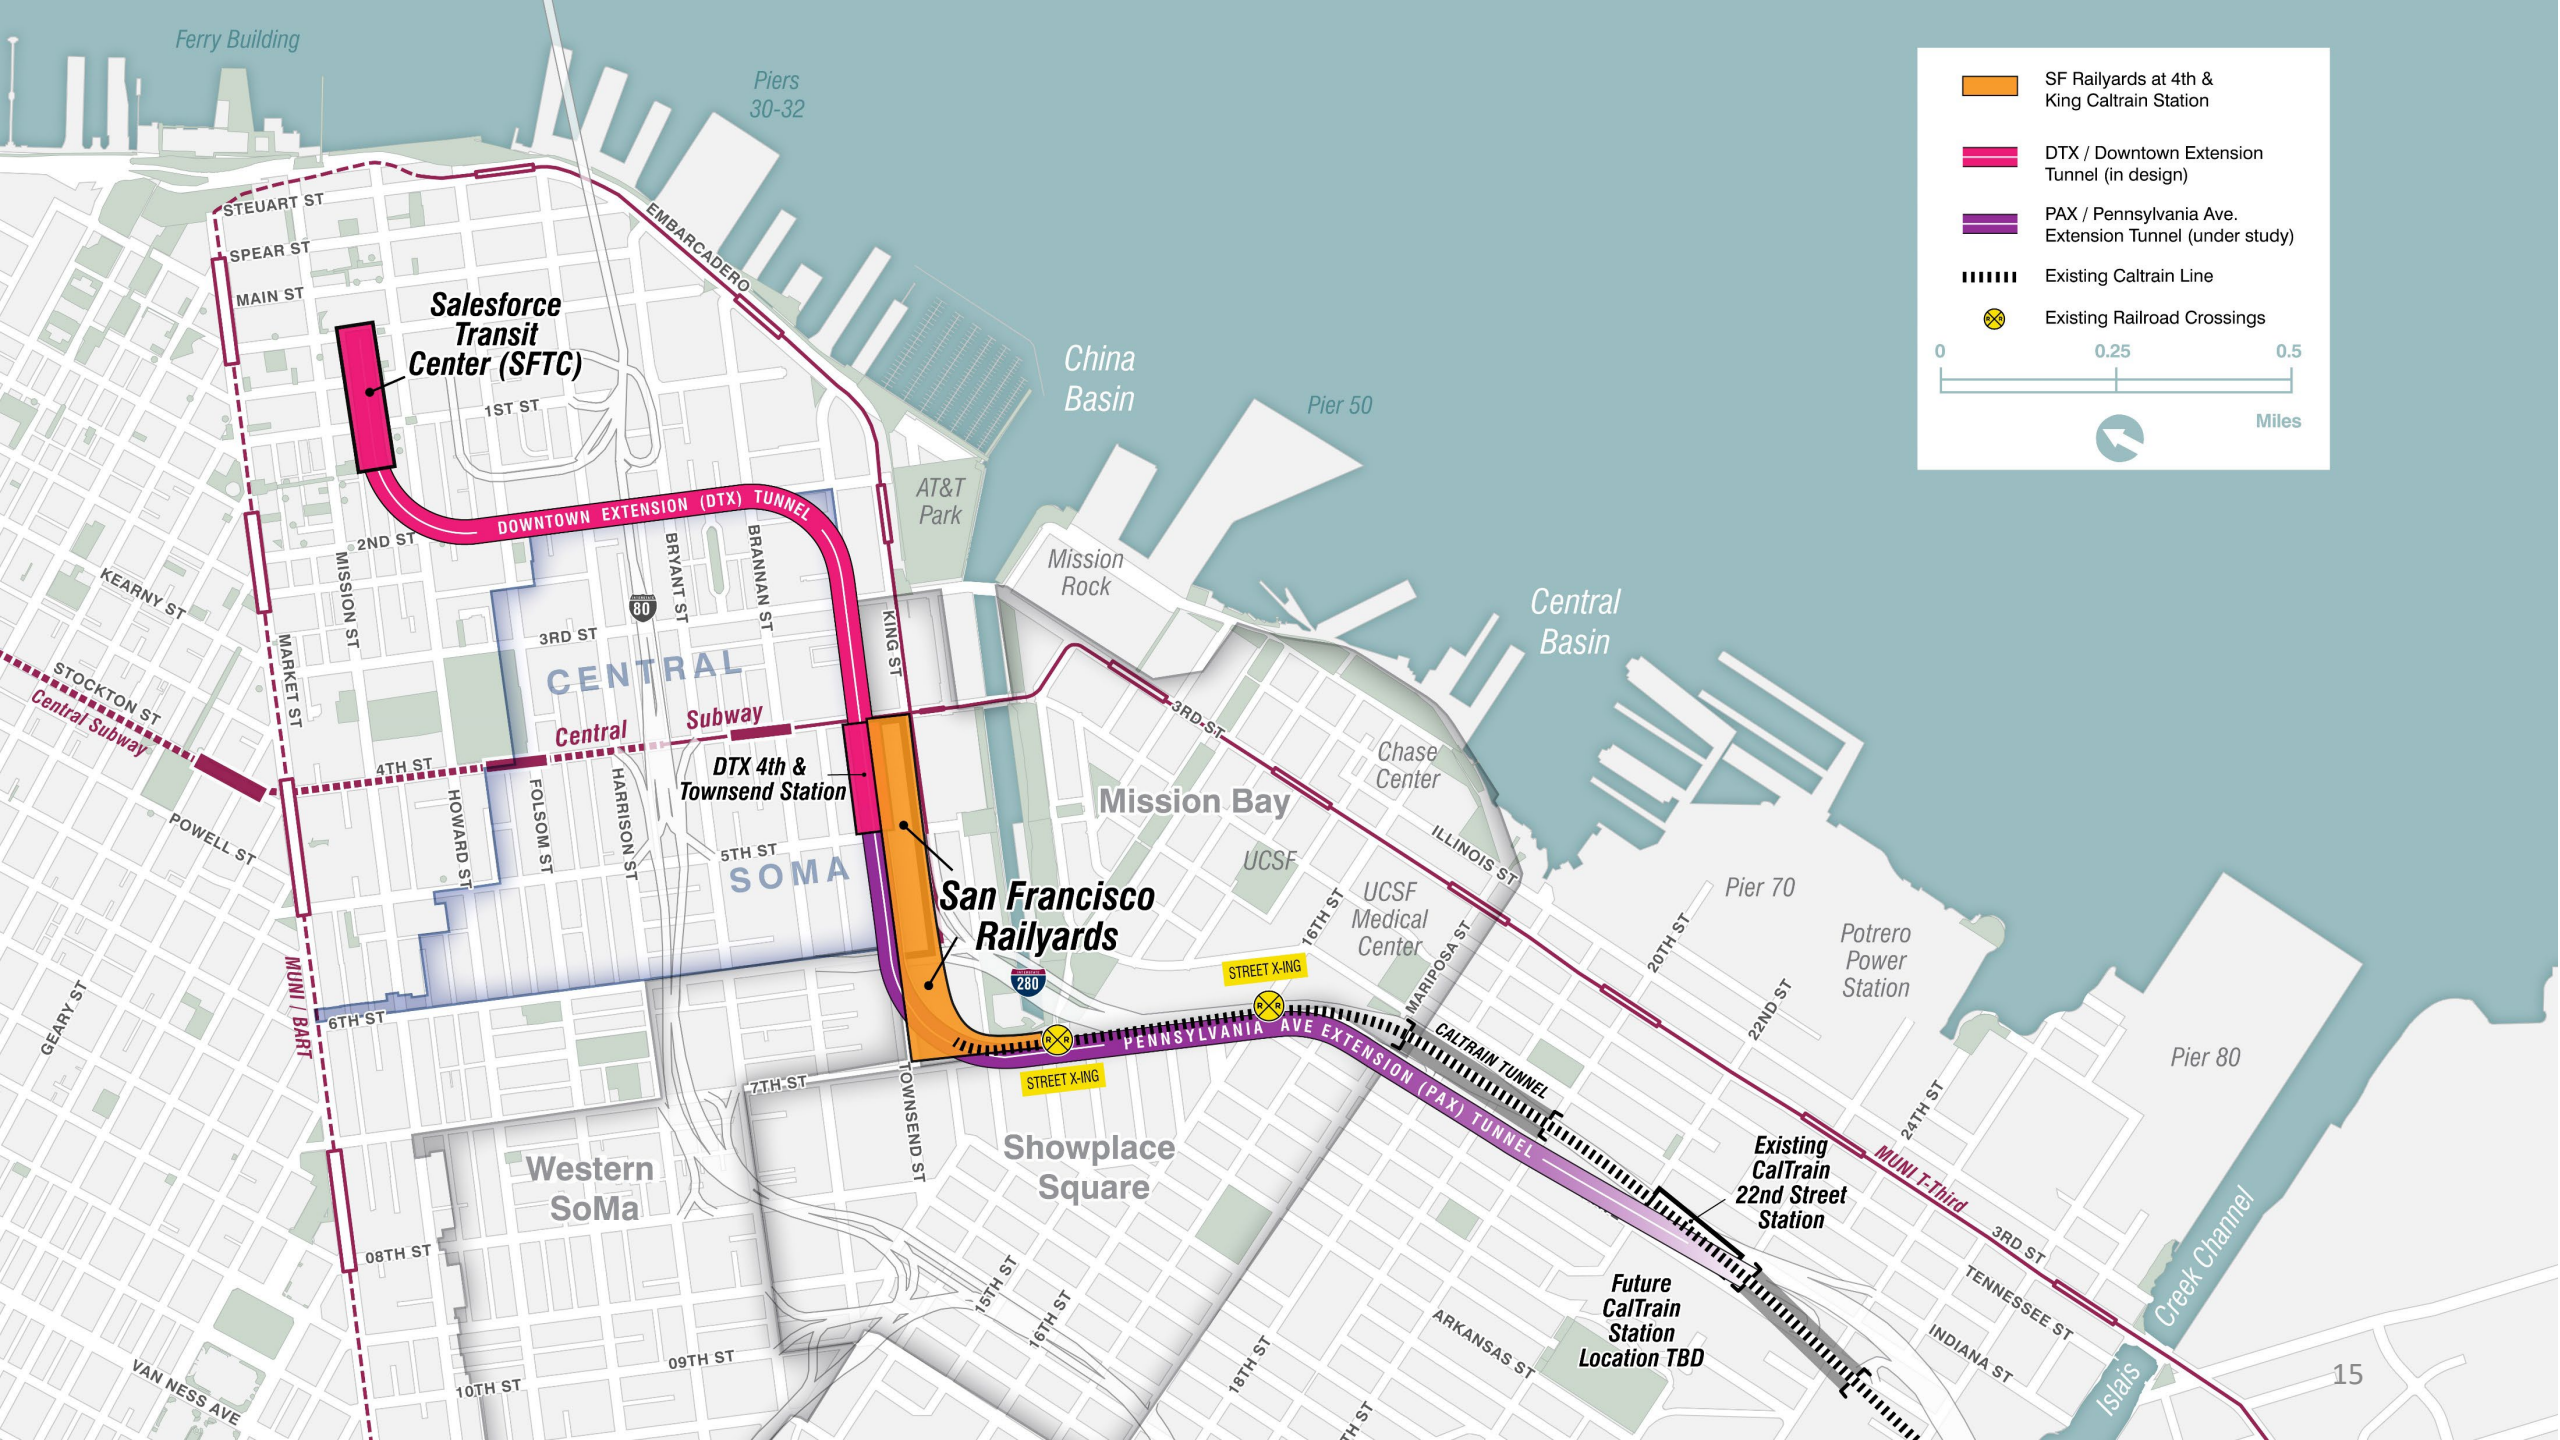 Ferry Building
Piers
30-32
STEUART ST
SPEAR ST
MAIN ST
EMBARCADERO
Salesforce
Transit
Center (SFTC)
1ST ST
China
Basin
Pier 50
SF Railyards at 4th &
King Caltrain Station
DTX / Downtown Extension
Tunnel (in design)
PAX / Pennsylvania Ave.
Extension Tunnel (under study)
Existing Caltrain Line
Existing Railroad Crossings
0
0.25
0.5
Miles
AT&T
Park
DOWNTOWN EXTENSION (DTX) TUNNEL
2ND ST
MISSION ST
KEARNY ST
BRYANT ST
BRANNAN ST
Mission
Rock
Central
Basin
80
3RD ST
KING ST
MARKET ST
STOCKTON ST
Central Subway
CENTRAL
Central
Subway
3RD ST
4TH ST
DTX 4th &
Townsend Station
Chase
Center
Mission Bay
HOWARD ST
FOLSOM ST
HARRISON ST
POWELL ST
5TH ST
SOMA
UCSF
ILLINOIS ST
Pier 70
San Francisco
Railyards
16TH ST
UCSF
Medical
Center
MARIPOSA ST
20TH ST
Potrero
Power
Station
22ND ST
280
STREET X-ING
R R
GEARY ST
MUNI / BART
6TH ST
PENNSYLVANIA AVE EXTENSION (PAX) TUNNEL
CALTRAIN TUNNEL
Pier 80
R R
STREET X-ING
7TH ST
TOWNSEND ST
24TH ST
Western
SoMa
Showplace
Square
Existing
CalTrain
22nd Street
Station
MUNI T-Third
3RD ST
08TH ST
15TH ST
16TH ST
Future
CalTrain
Station
Location TBD
TENNESSEE ST
INDIANA ST
Creek Channel
Islais
ARKANSAS ST
09TH ST
10TH ST
18TH ST
VAN NESS AVE
15